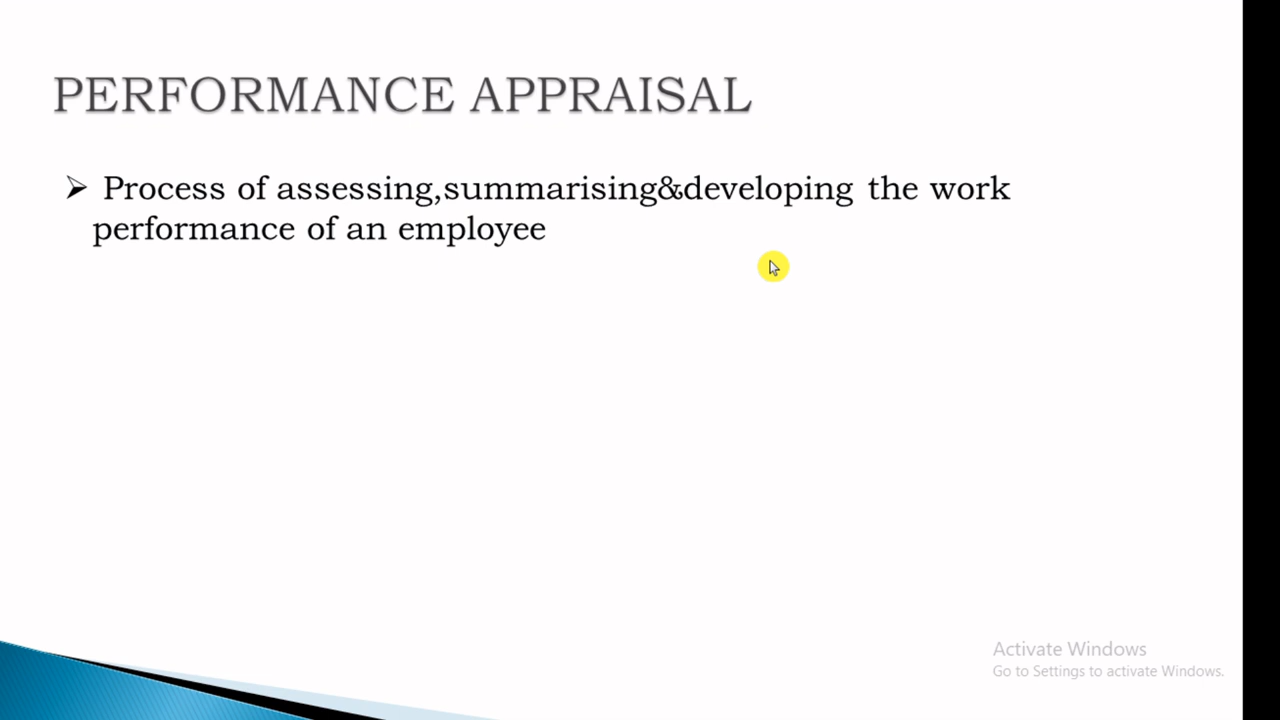 PERFORMANCE APPRAISAL
➢ Process of assessing,summarising&developing the work
performance of an employee
Activate Windows
Go to Settings to activate Windows.